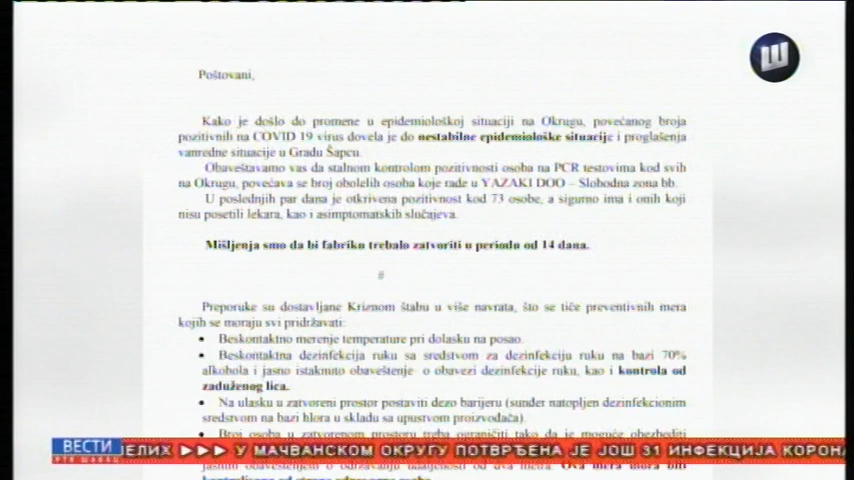 Ш
Poštovani,
Kako je došlo do promene u epidemiološkoj situaciji na Okrugu, povećanog broja
pozitivnih na COVID 19 virus dovela je do nestabilne epidemiološke situacije i proglašenja
vanredne situacije u Gradu Šapcu.
Obaveštavamo vas da stalnom kontrolom pozitivnosti osoba na PCR testovima kod svih
na Okrugu, povećava se broj obolelih osoba koje rade u YAZAKI DOO – Slobodna zona bb.
U poslednjih par dana je otkrivena pozitivnost kod 73 osobe, a sigurno ima i onih koji
nisu posetili lekara, kao i asimptomatskih slučajeva.
Mišljenja smo da bi fabriku trebalo zatvoriti u periodu od 14 dana.
#
Preporuke su dostavljane Kriznom štabu u više navrata, što se tiče preventivnih mera
kojih se moraju svi pridržavati:
• Beskontaktno merenje temperature pri dolasku na posao.
• Beskontaktna dezinfekcija ruku sa sredstvom za dezinfekciju ruku na bazi 70%
alkohola i jasno istaknuto obaveštenje o obavezi dezinfekcije ruku, kao i kontrola od
zaduženog lica.
• Na ulasku u zatvoreni prostor postaviti dezo barijeru (sunđer natopljen dezinfekcionim
sredstvom na bazi hlora u skladu sa upustvom proizvođača).
• Broj osoba u zatvorenom prostoru treba ograničiti tako da je moguće obezbediti
ВЕСТИ ЕЛИХ ►►► У МАЧВАНСКОМ ОКРУГУ ПОТВРЂЕНА ЈЕ ЈОШ 31 ИНФЕКЦИЈА КОРОНА
РТВ ШАБАЦ
jasnim obaveštenjem o održavanju udaljenosti od dva metra. Ova mera mora biti